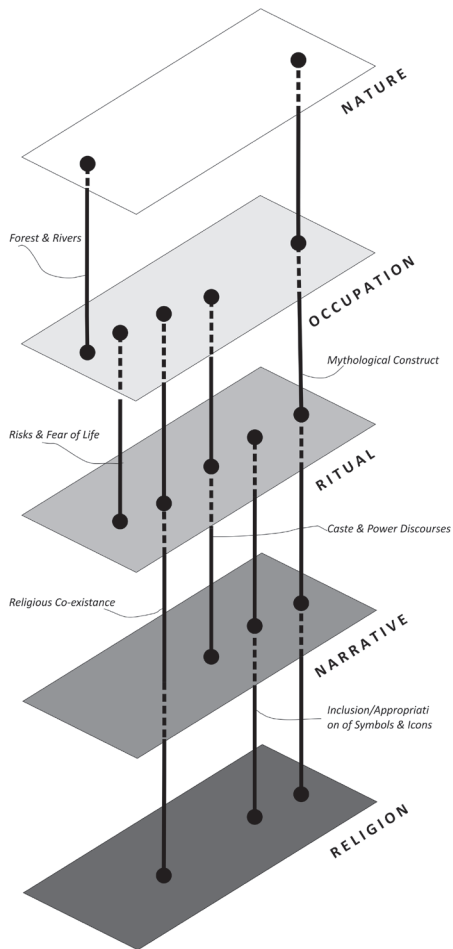 NATURE
Forest & Rivers
OCCUPATION
Mythological Construct
Risks & Fear of Life
RITUAL
Caste & Power Discourses
Religious Co-existance
NARRATIVE
Inclusion/Appropriati
on of Symbols & Icons
RELIGION